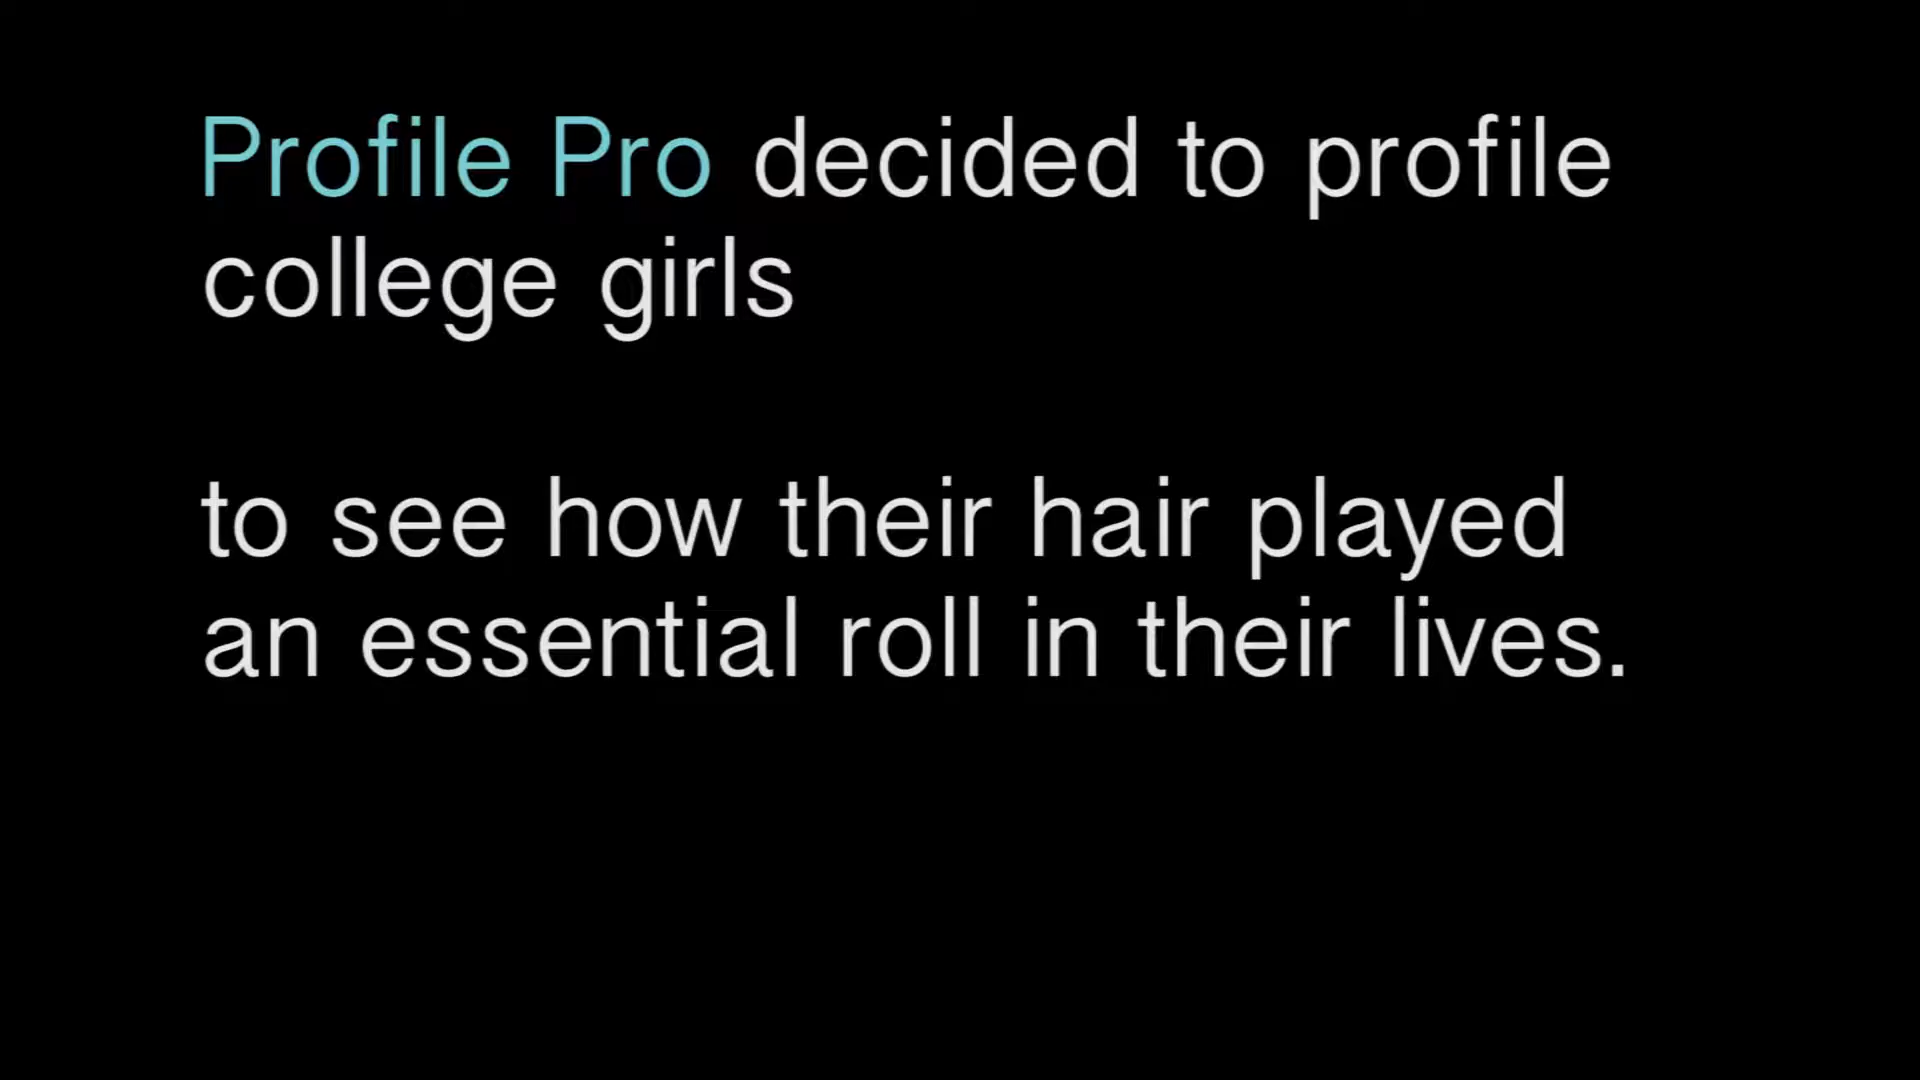 Profile Pro decided to profile
college girls
to see how their hair played
an essential roll in their lives.